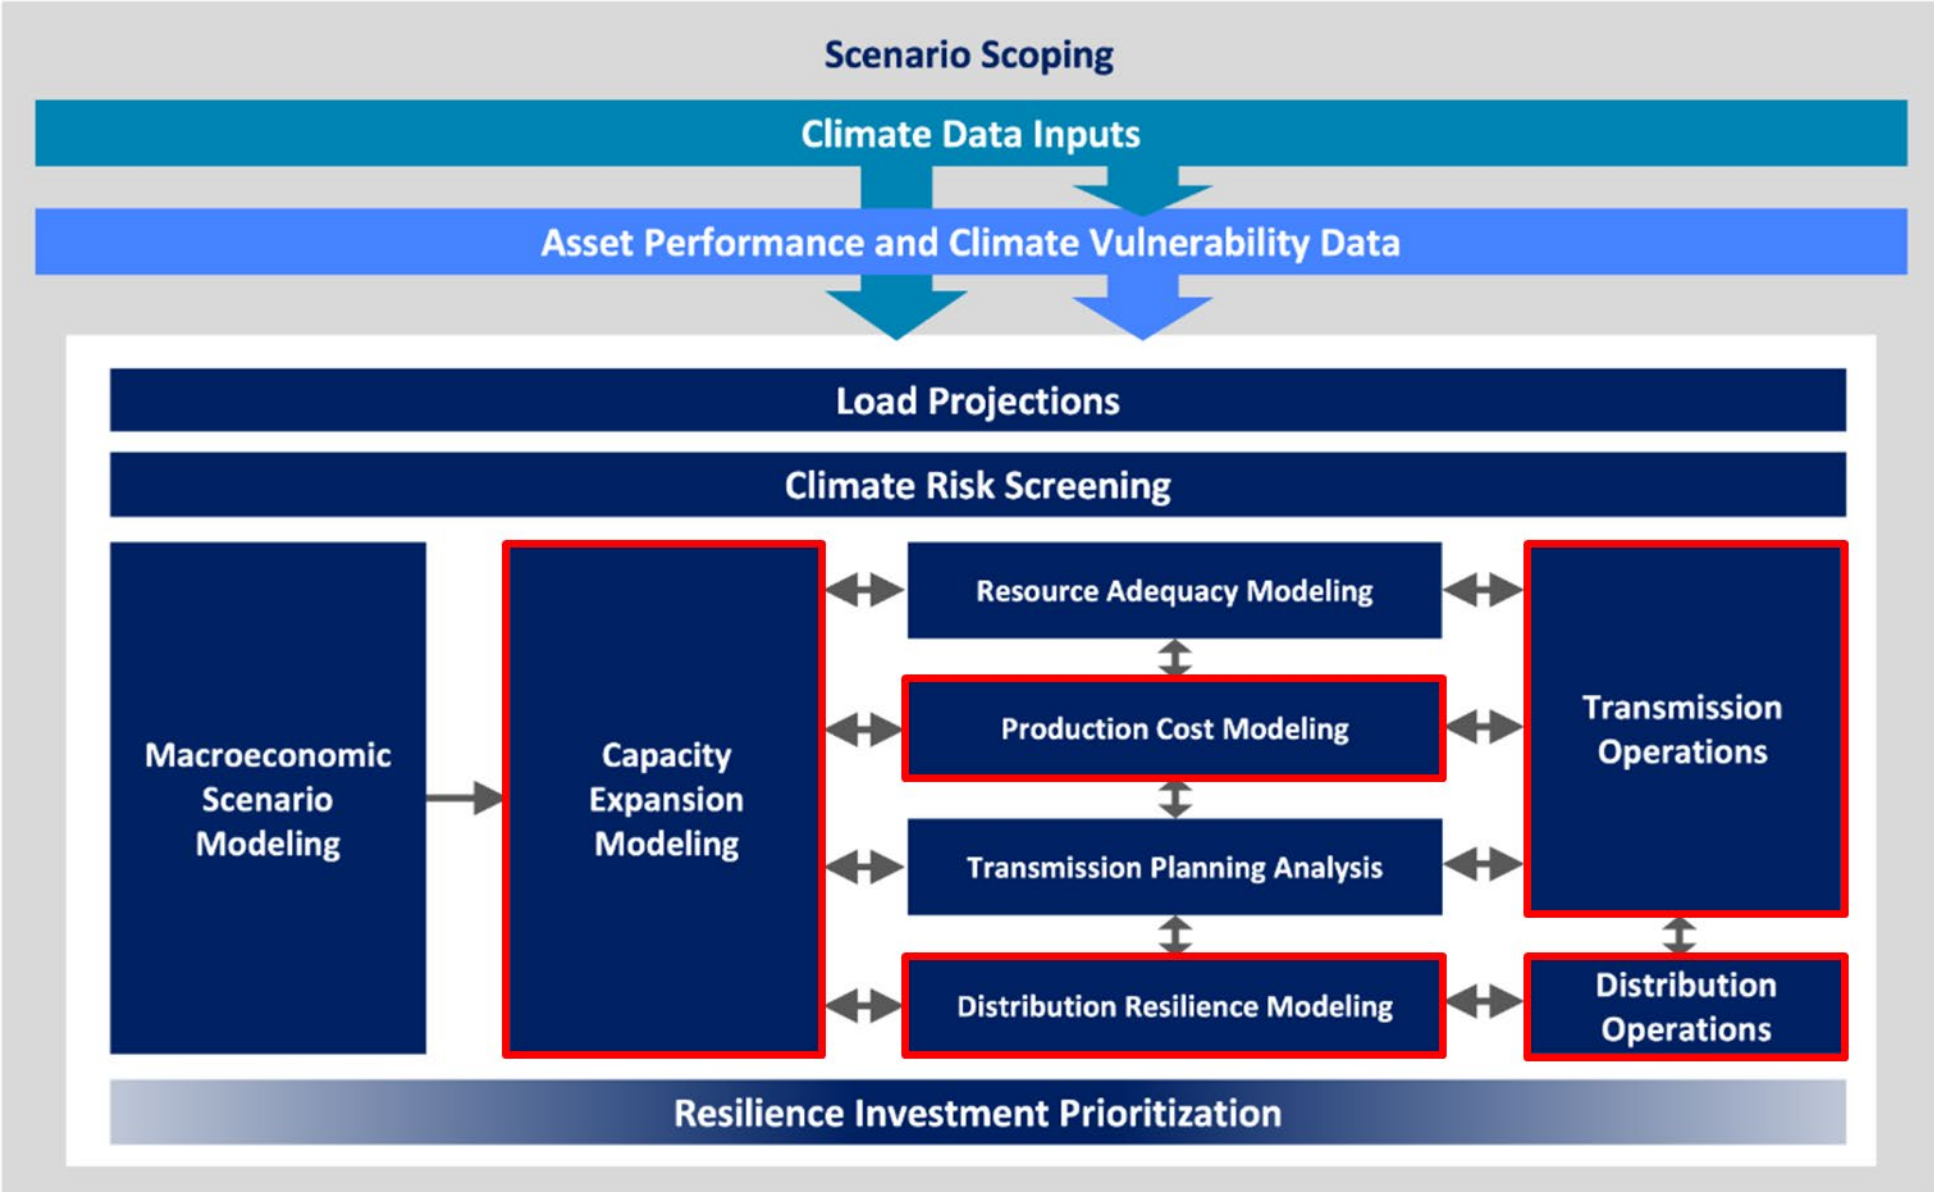 Scenario Scoping
Climate Data Inputs
Asset Performance and Climate Vulnerability Data
Load Projections
Climate Risk Screening
Macroeconomic
Scenario
Modeling
Capacity
Expansion
Modeling
Resource Adequacy Modeling
Production Cost Modeling
Transmission Planning Analysis
Distribution Resilience Modeling
Transmission
Operations
Distribution
Operations
Resilience Investment Prioritization